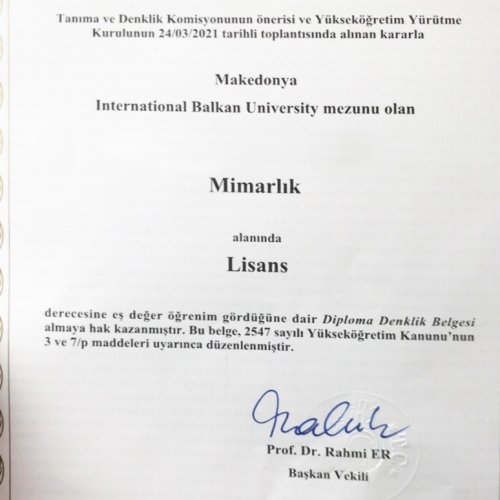 Tanıma ve Denklik Komisyonunun önerisi ve Yükseköğretim Yürütme
Kurulunun 24/03/2021 tarihli toplantısında alınan kararla
Makedonya
International Balkan University mezunu olan
Mimarlık
alanında
Lisans
derecesine eş değer öğrenim gördüğüne dair Diploma Denklik Belgesi
almaya hak kazanmıştır. Bu belge, 2547 sayılı Yükseköğretim Kanunu’nun
3 ve 7/p maddeleri uyarınca düzenlenmiştir.
Prof. Dr. Rahmi ER
Başkan Vekili